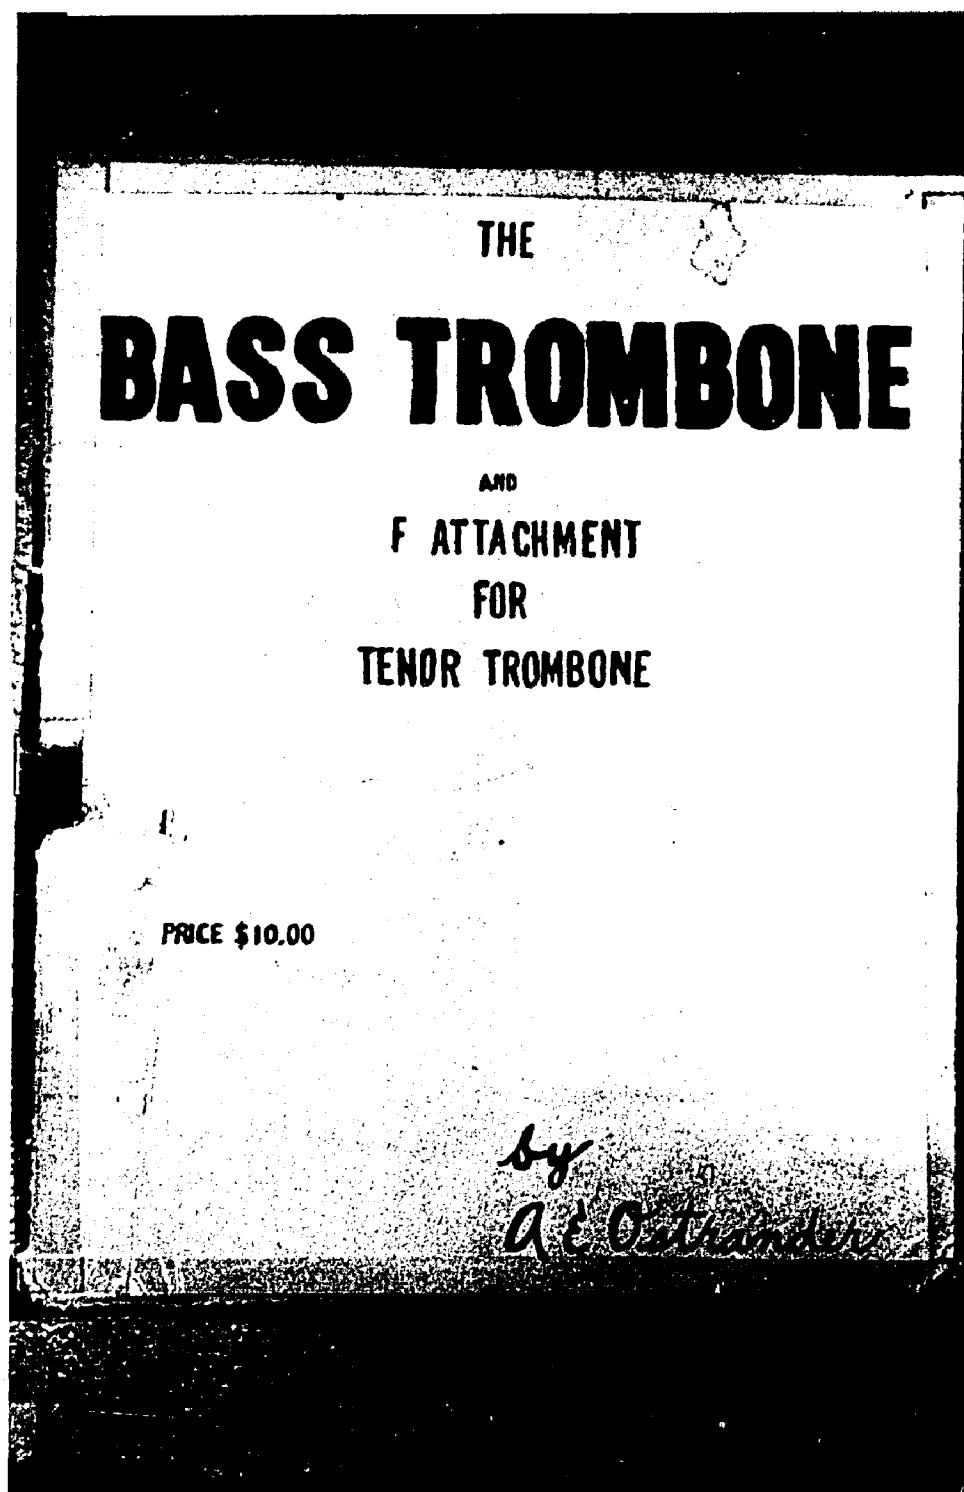 THE
BASS TROMBONE
AND
F ATTACHMENT
FOR
TENOR TROMBONE
PRICE $10.00
by
A E Ostrander